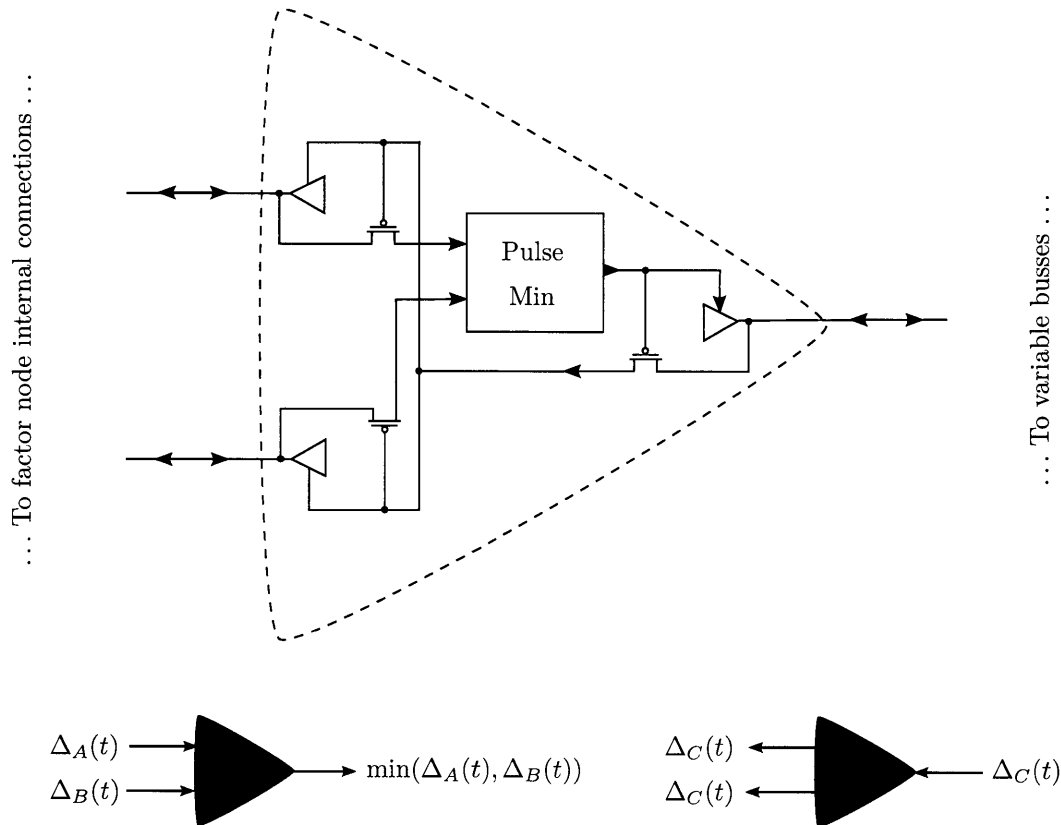 ... To factor node internal connections ...
Pulse
Min
... To variable busses ...
Δ_A(t)
Δ_B(t)
min(Δ_A(t), Δ_B(t))
Δ_C(t)
Δ_C(t)
Δ_C(t)